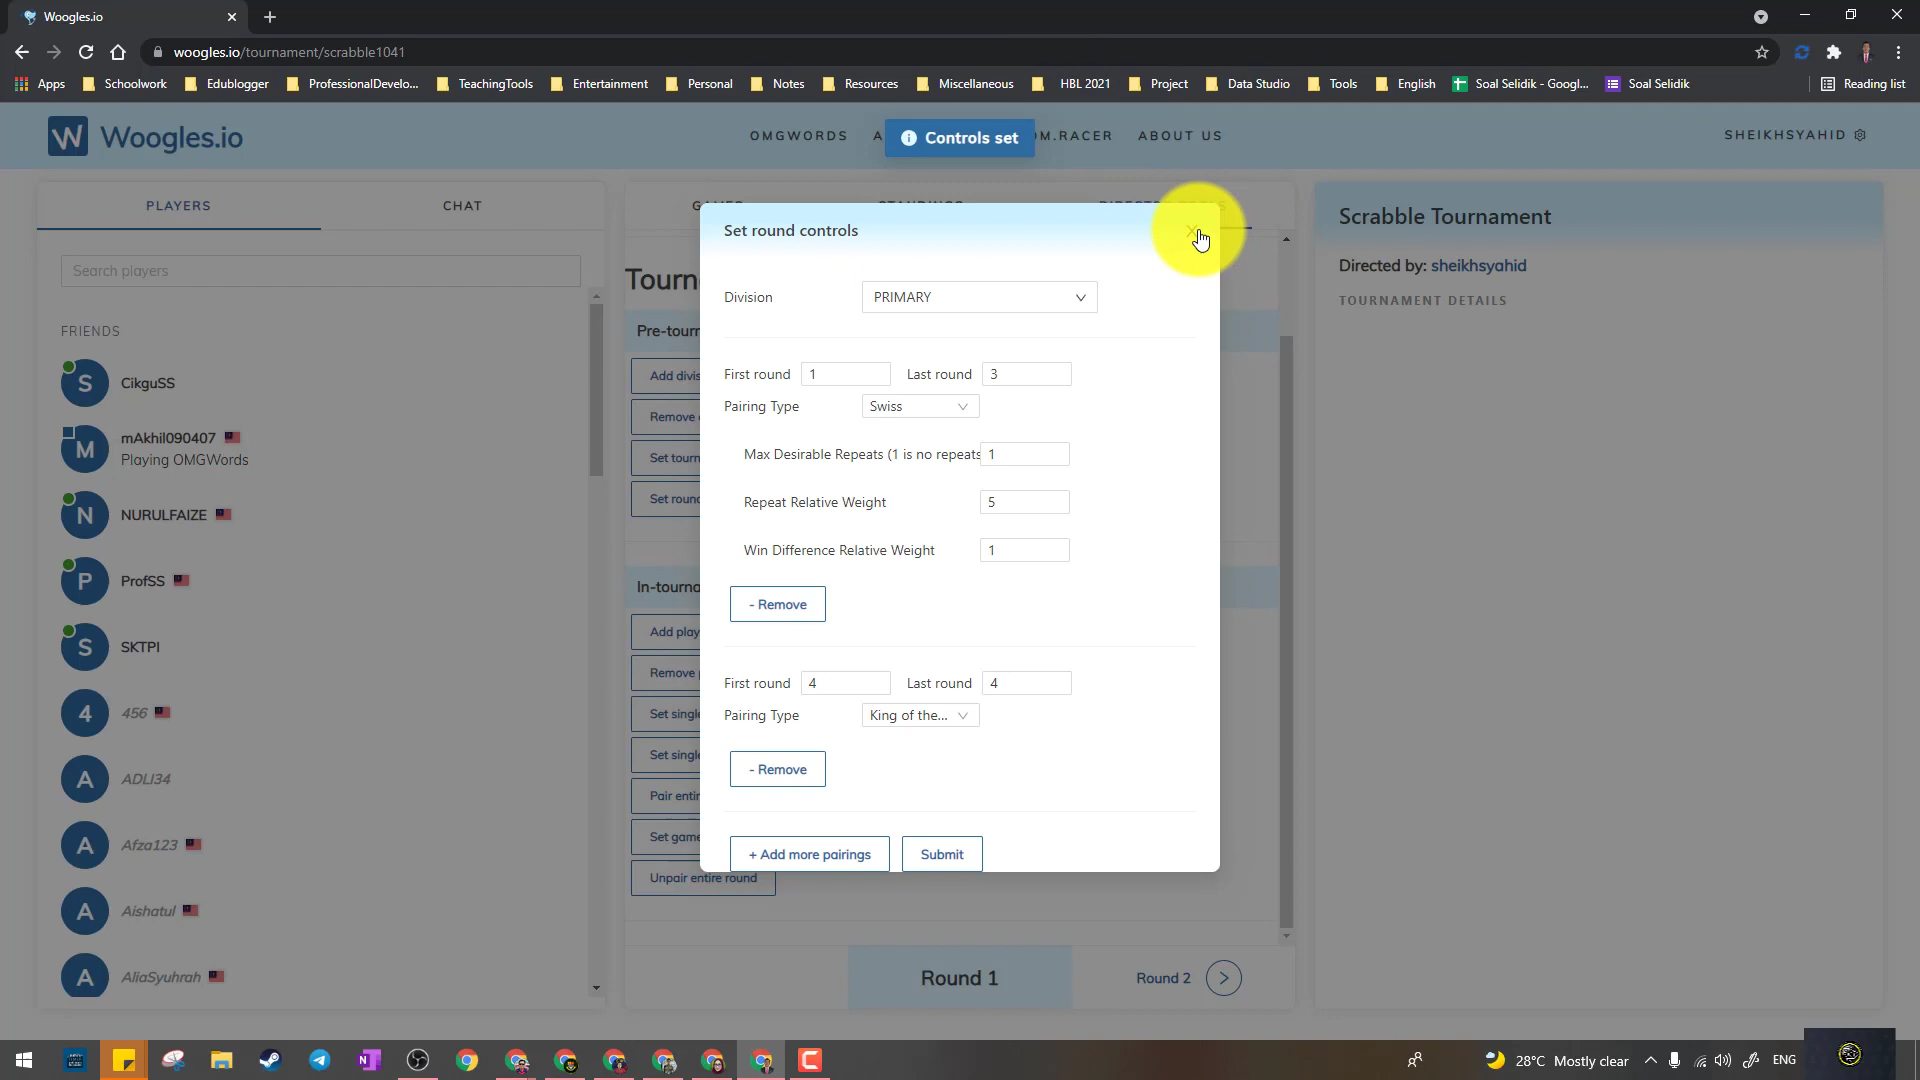 Woogles.io
woogles.io/tournament/scrabble1041
Apps
Schoolwork
Edublogger
ProfessionalDevelo...
TeachingTools
Entertainment
Personal
Notes
Resources
Miscellaneous
HBL 2021
Project
Data Studio
Tools
English
Soal Selidik - Googl...
Soal Selidik
Reading list
W Woogles.io
OMGWORDS
A
Controls set
OM.RACER
ABOUT US
SHEIKHSYAHID
PLAYERS
CHAT
Search players
FRIENDS
S CikguSS
M mAkhil090407
Playing OMGWords
N NURULFAIZE
P ProfSS
S SKTPI
4 456
A ADLI34
A Afza123
A Aishatul
A AliaSyuhrah
Tourn
Pre-tourn
Add divis
Remove
Set tourn
Set roun
In-tourna
Add play
Remove
Set singl
Set singl
Pair entir
Set game
Unpair entire round
Set round controls
Division PRIMARY
First round 1 Last round 3
Pairing Type Swiss
Max Desirable Repeats (1 is no repeats 1
Repeat Relative Weight 5
Win Difference Relative Weight 1
- Remove
First round 4 Last round 4
Pairing Type King of the...
- Remove
+ Add more pairings Submit
Round 1
Round 2
Scrabble Tournament
Directed by: sheikhsyahid
TOURNAMENT DETAILS
28°C Mostly clear
ENG